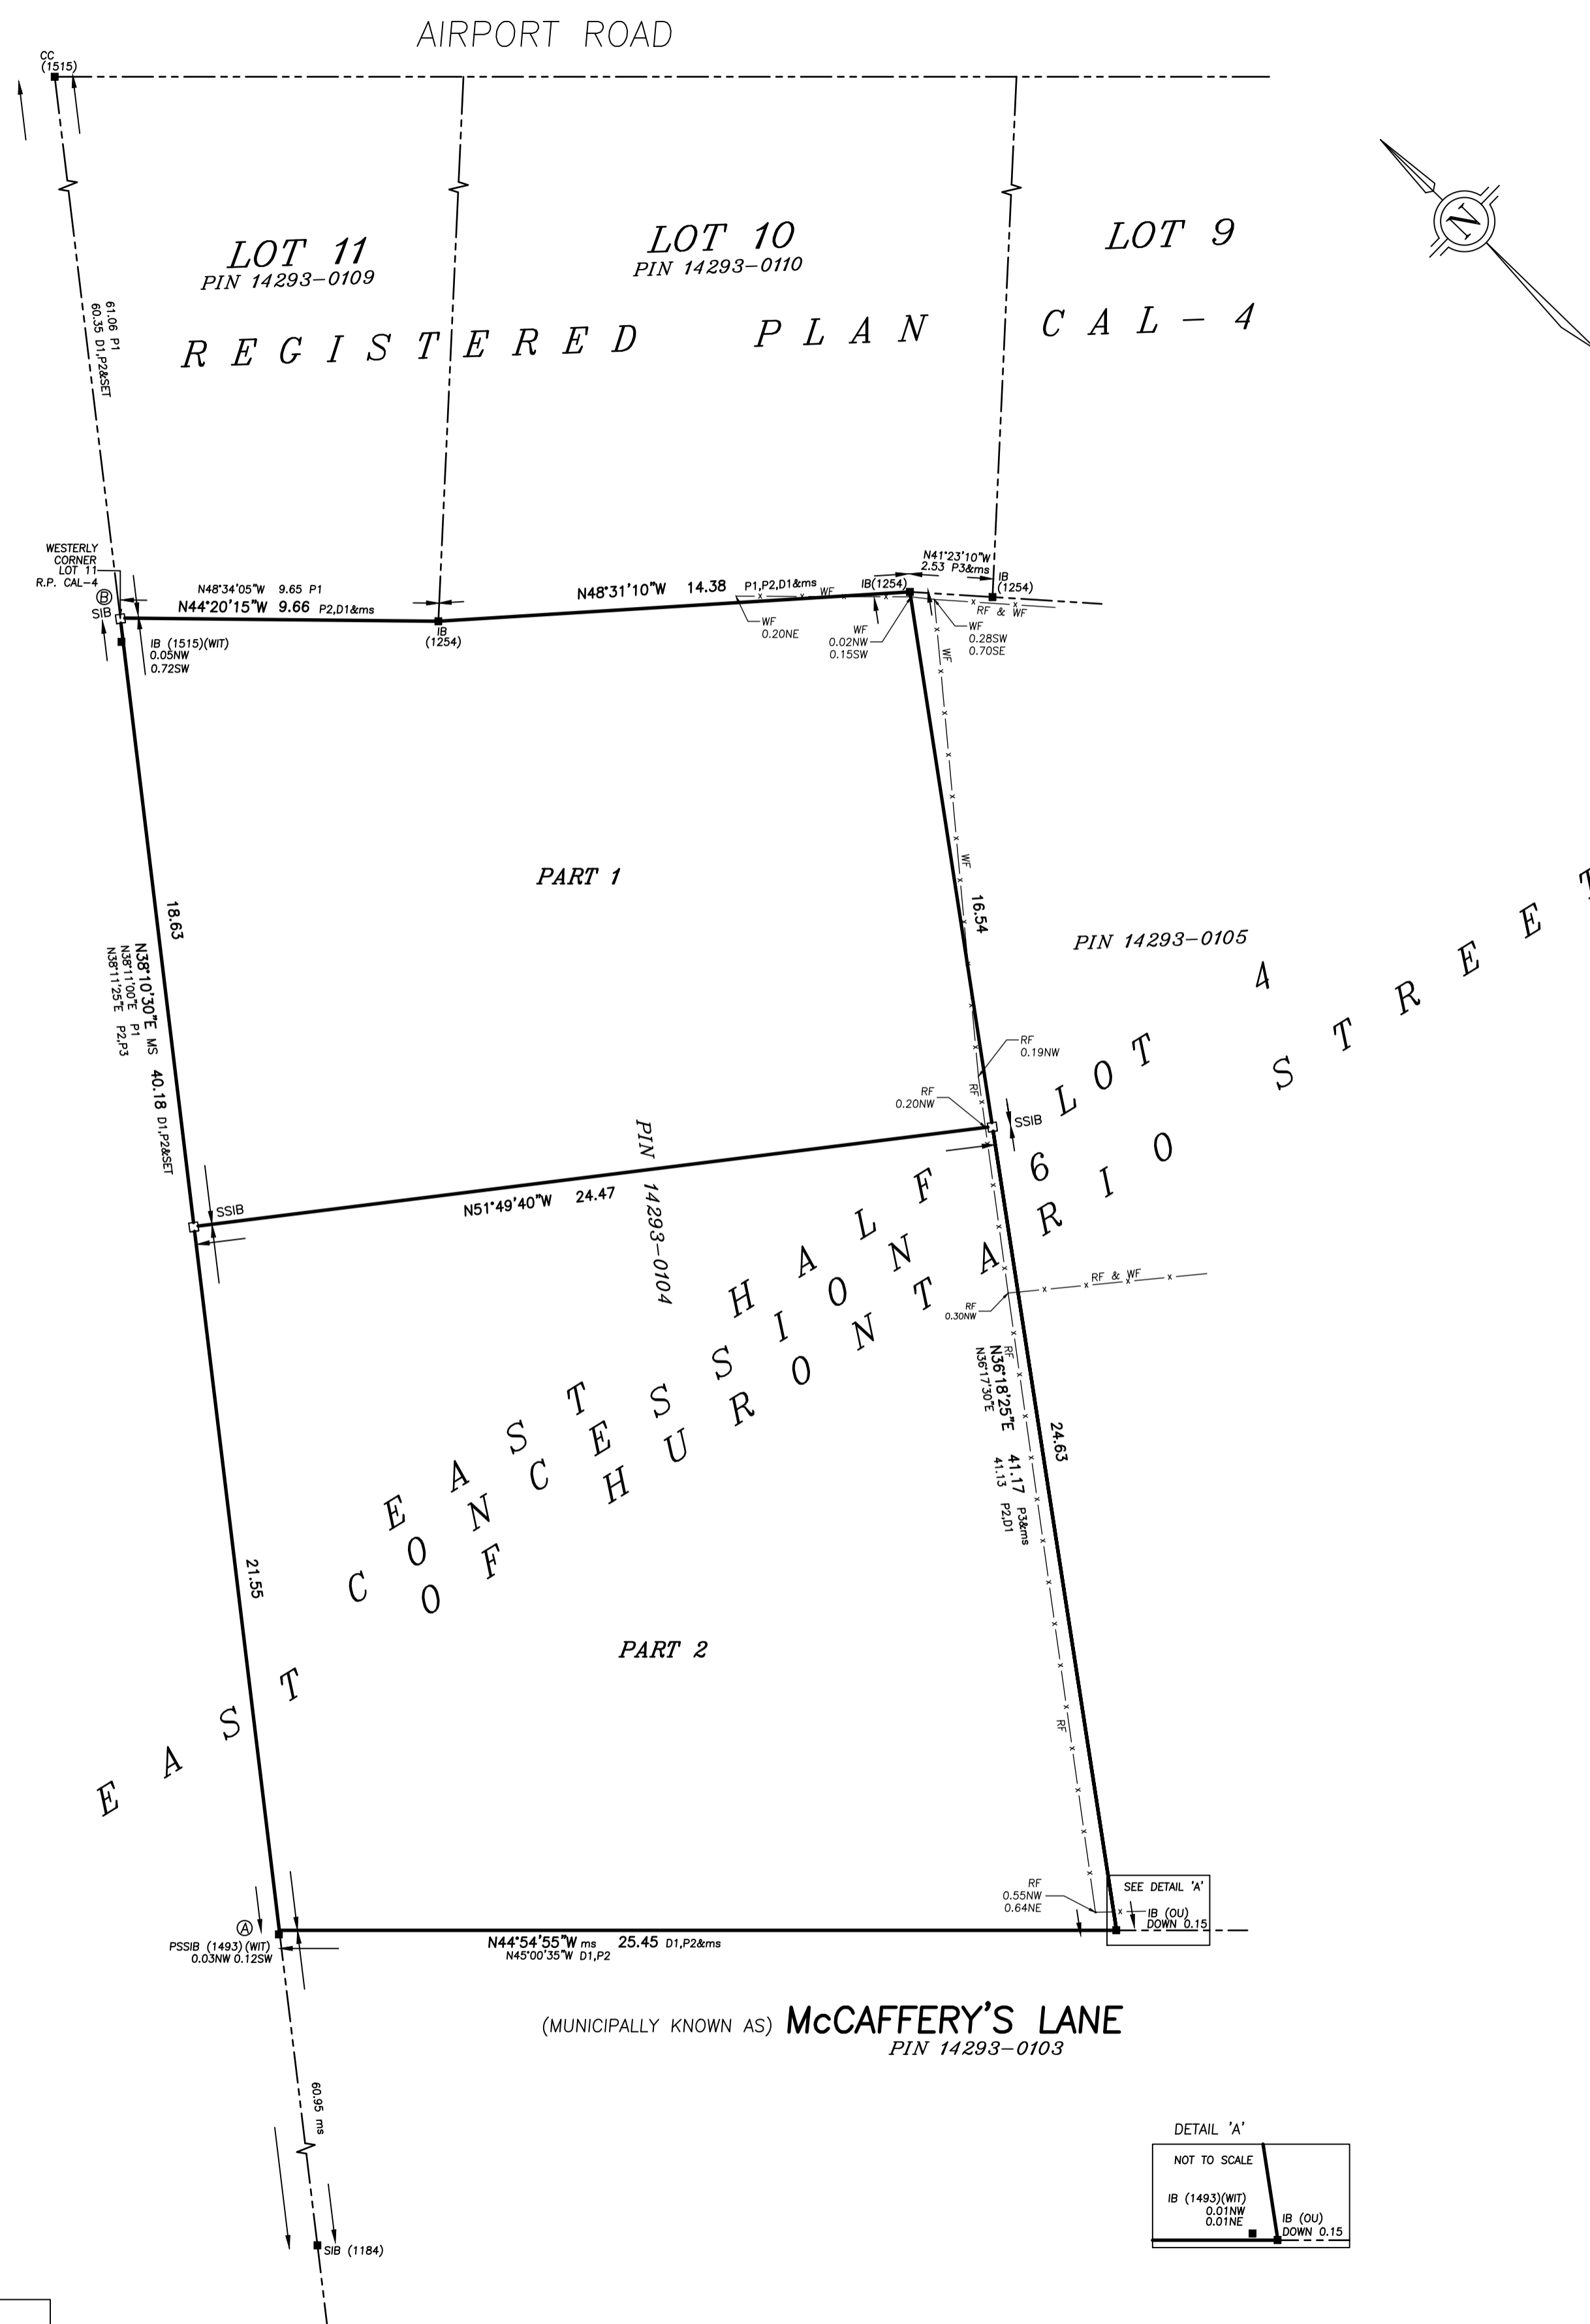 AIRPORT ROAD
CC
(1515)
N
LOT 11
PIN 14293-0109
LOT 10
PIN 14293-0110
LOT 9
REGISTERED PLAN CAL-4
61.06 P1
60.35 D1,P2&SET
WESTERLY
CORNER
LOT 11
R.P. CAL-4
B
SIB
N48°34'05"W 9.65 P1
N44°20'15"W 9.66 P2,D1&ms
IB
(1254)
N48°31'10"W 14.38 P1,P2,D1&ms
WF
IB(1254)
N41°23'10"W
2.53 P3&ms
IB
(1254)
RF & WF
IB (1515)(WIT)
0.05NW
0.72SW
WF
0.20NE
WF
0.02NW
0.15SW
WF
0.28SW
0.70SE
WF
PART 1
WF
18.63
16.54
N38°10'30"E MS 40.18 D1,P2&SET
N38°11'00"E P1
N38°11'25"E P2,P3
PIN 14293-0105
RF
0.19NW
RF
RF
0.20NW
SSIB
SSIB
N51°49'40"W 24.47
PIN 14293-0104
EAST HALF LOT 4
CONCESSION 6
EAST OF HURONTARIO STREET
RF & WF
RF
0.30NW
RF
N36°18'25"E 41.17 P3&ms
N36°17'30"E 41.13 P2,D1
24.63
21.55
PART 2
RF
RF
0.55NW
0.64NE
SEE DETAIL 'A'
IB (OU)
DOWN 0.15
A
PSSIB (1493)(WIT)
0.03NW 0.12SW
N44°54'55"W ms 25.45 D1,P2&ms
N45°00'35"W D1,P2
(MUNICIPALLY KNOWN AS) McCAFFERY'S LANE
PIN 14293-0103
60.95 ms
SIB (1184)
DETAIL 'A'
NOT TO SCALE
IB (1493)(WIT)
0.01NW
0.01NE
IB (OU)
DOWN 0.15